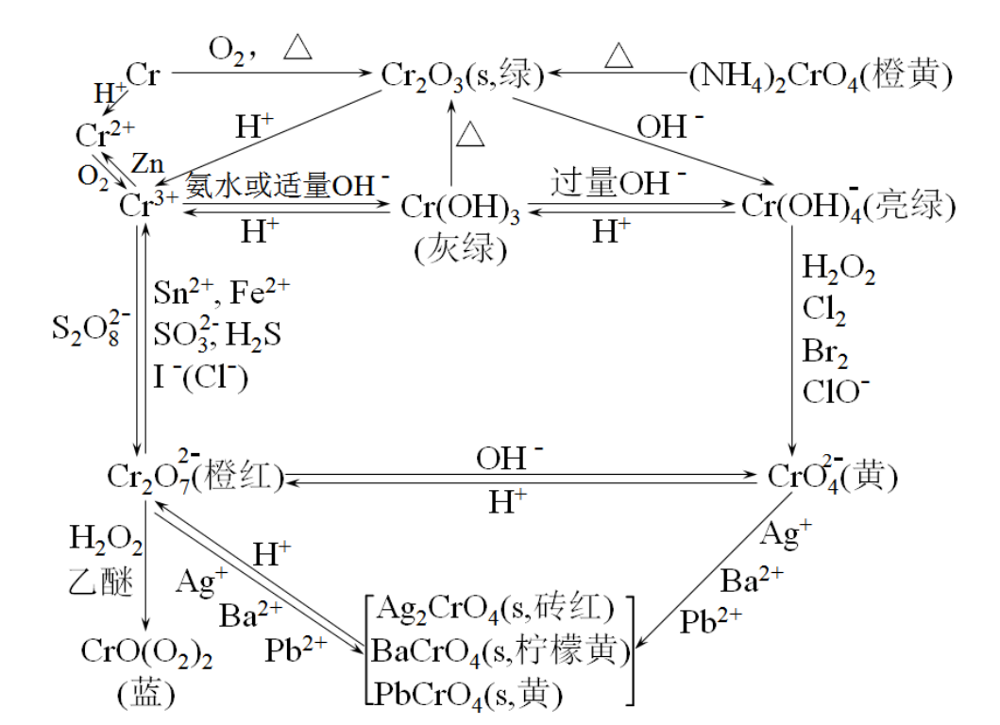 O₂，△
Cr
Cr₂O₃(s,绿)
△
(NH₄)₂CrO₄(橙黄)
H⁺
Cr²⁺
H⁺
△
OH⁻
O₂
Zn
Cr³⁺
氨水或适量OH⁻
H⁺
Cr(OH)₃
(灰绿)
过量OH⁻
H⁺
Cr(OH)₄⁻(亮绿)
S₂O₈²⁻
Sn²⁺, Fe²⁺
SO₃²⁻, H₂S
I⁻(Cl⁻)
H₂O₂
Cl₂
Br₂
ClO⁻
Cr₂O₇²⁻(橙红)
OH⁻
H⁺
CrO₄²⁻(黄)
H₂O₂
乙醚
H⁺
Ag⁺
Ba²⁺
Pb²⁺
Ag⁺
Ba²⁺
Pb²⁺
CrO(O₂)₂
(蓝)
Ag₂CrO₄(s,砖红)
BaCrO₄(s,柠檬黄)
PbCrO₄(s,黄)